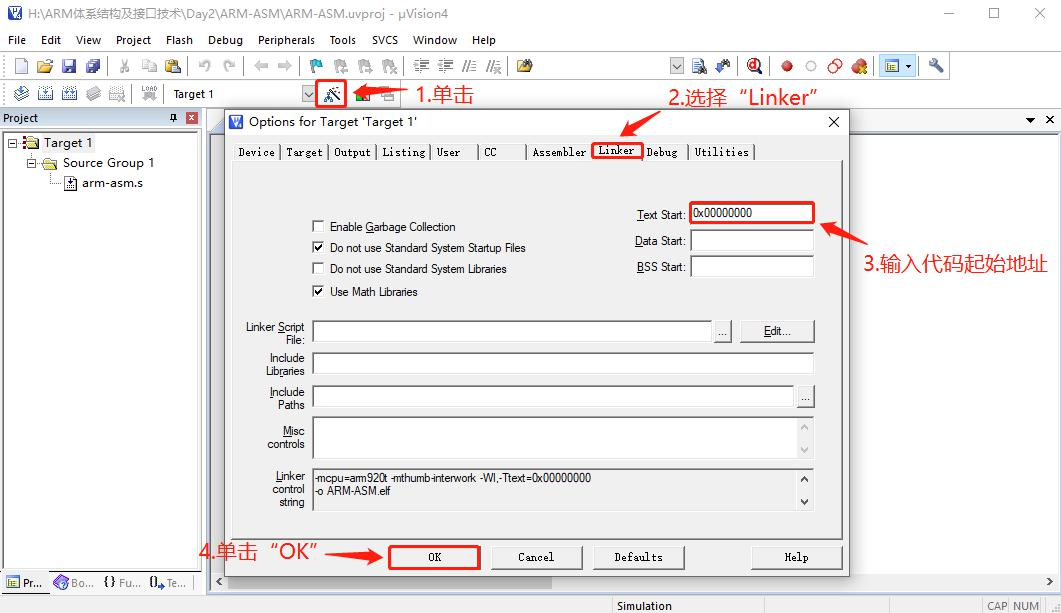 H:\ARM体系结构及接口技术\Day2\ARM-ASM\ARM-ASM.uvproj - µVision4
File Edit View Project Flash Debug Peripherals Tools SVCS Window Help
LOAD
Target 1
1.单击
2.选择“Linker”
Project
Target 1
Source Group 1
arm-asm.s
Options for Target 'Target 1'
Device Target Output Listing User CC Assembler Linker Debug Utilities
Text Start: 0x00000000
Enable Garbage Collection
Data Start:
Do not use Standard System Startup Files
BSS Start:
Do not use Standard System Libraries
Use Math Libraries
3.输入代码起始地址
Linker Script
File:
... Edit...
Include
Libraries
Include
Paths
...
Misc
controls
Linker
control
string
-mcpu=arm920t -mthumb-interwork -Wl,-Ttext=0x00000000
-o ARM-ASM.elf
4.单击“OK”
OK Cancel Defaults Help
Pr... Bo... {} Fu... Te...
Simulation CAP NUM